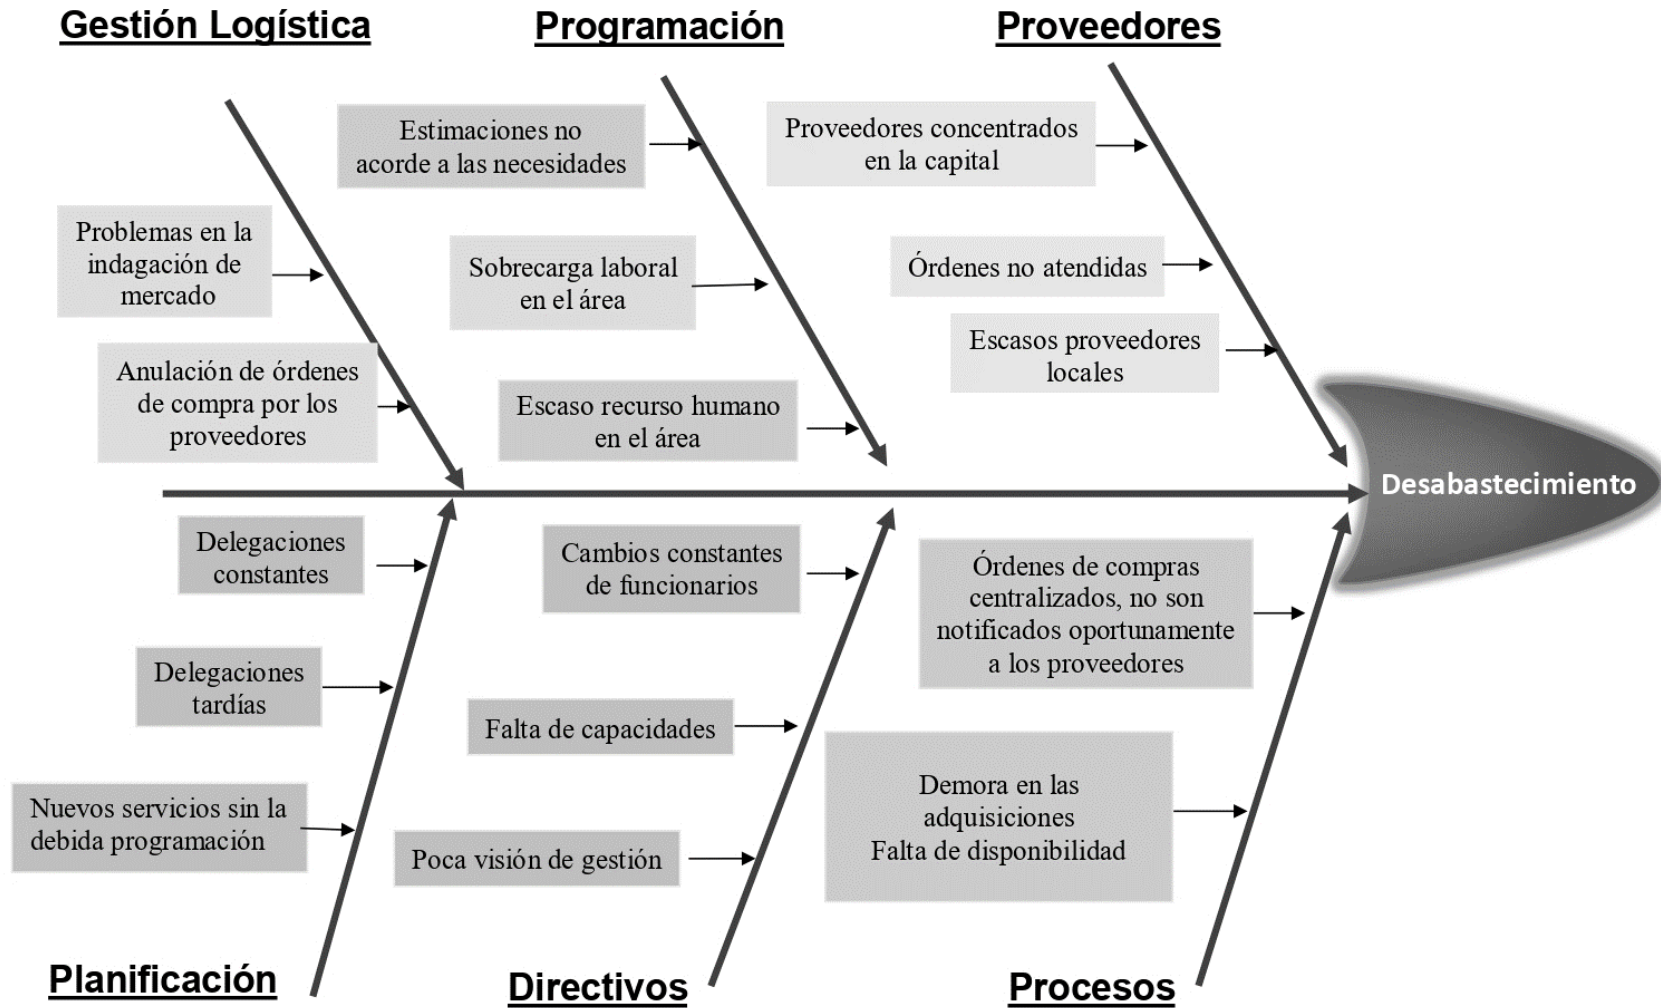 Gestión Logística
Programación
Proveedores
Estimaciones no
acorde a las necesidades
Proveedores concentrados
en la capital
Problemas en la
indagación de
mercado
Sobrecarga laboral
en el área
Órdenes no atendidas
Escasos proveedores
locales
Anulación de órdenes
de compra por los
proveedores
Escaso recurso humano
en el área
Desabastecimiento
Delegaciones
constantes
Cambios constantes
de funcionarios
Órdenes de compras
centralizados, no son
notificados oportunamente
a los proveedores
Delegaciones
tardías
Falta de capacidades
Demora en las
adquisiciones
Falta de disponibilidad
Nuevos servicios sin la
debida programación
Poca visión de gestión
Planificación
Directivos
Procesos